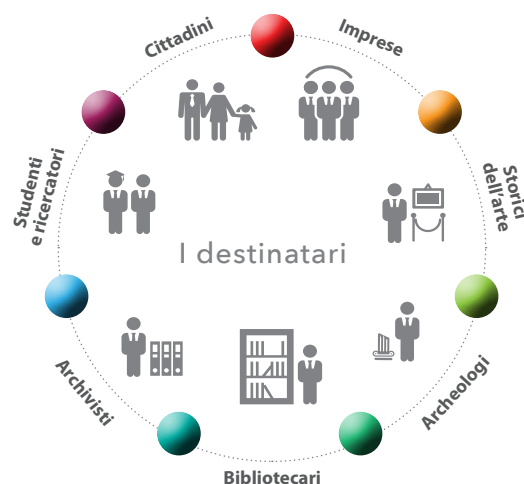 Cittadini
Imprese
Storici
dell'arte
Archeologi
Bibliotecari
Archivisti
Studenti
e ricercatori
I destinatari